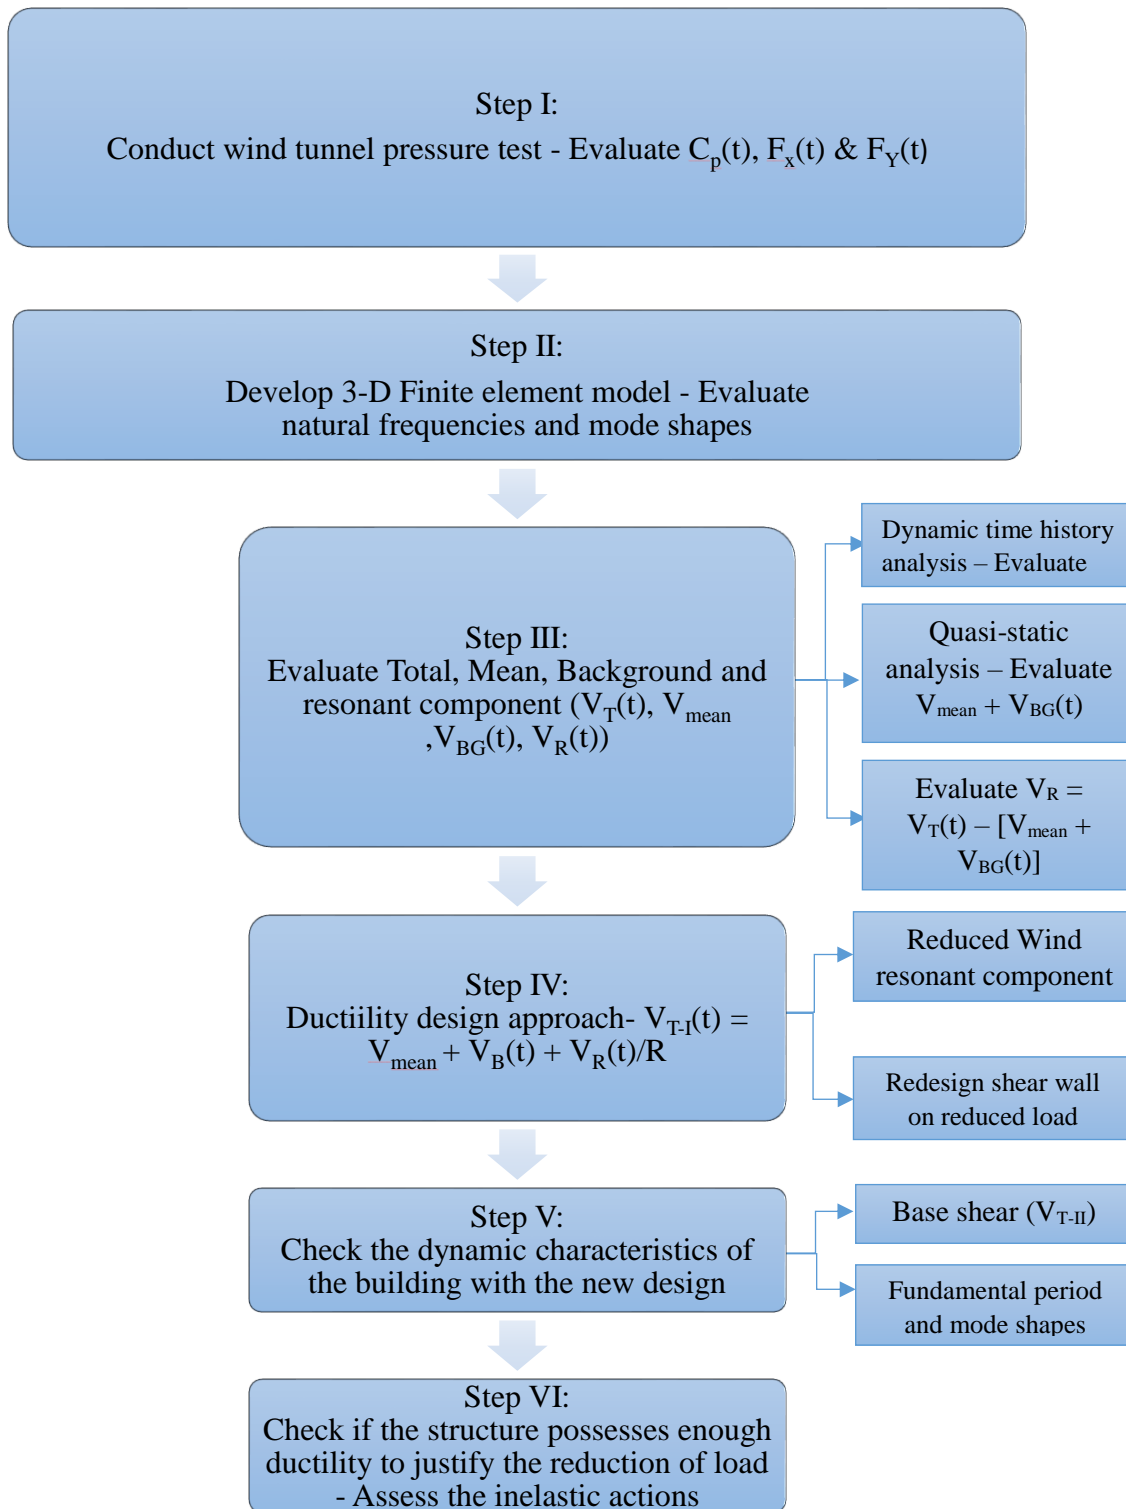 Step I:
Conduct wind tunnel pressure test - Evaluate Cp(t), Fx(t) & FY(t)
Step II:
Develop 3-D Finite element model - Evaluate
natural frequencies and mode shapes
Step III:
Evaluate Total, Mean, Background and
resonant component (VT(t), Vmean
,VBG(t), VR(t))
Dynamic time history
analysis – Evaluate
Quasi-static
analysis – Evaluate
Vmean + VBG(t)
Evaluate VR =
VT(t) – [Vmean +
VBG(t)]
Step IV:
Ductiility design approach- VT-I(t) =
Vmean + VB(t) + VR(t)/R
Reduced Wind
resonant component
Redesign shear wall
on reduced load
Step V:
Check the dynamic characteristics of
the building with the new design
Base shear (VT-II)
Fundamental period
and mode shapes
Step VI:
Check if the structure possesses enough
ductility to justify the reduction of load
- Assess the inelastic actions